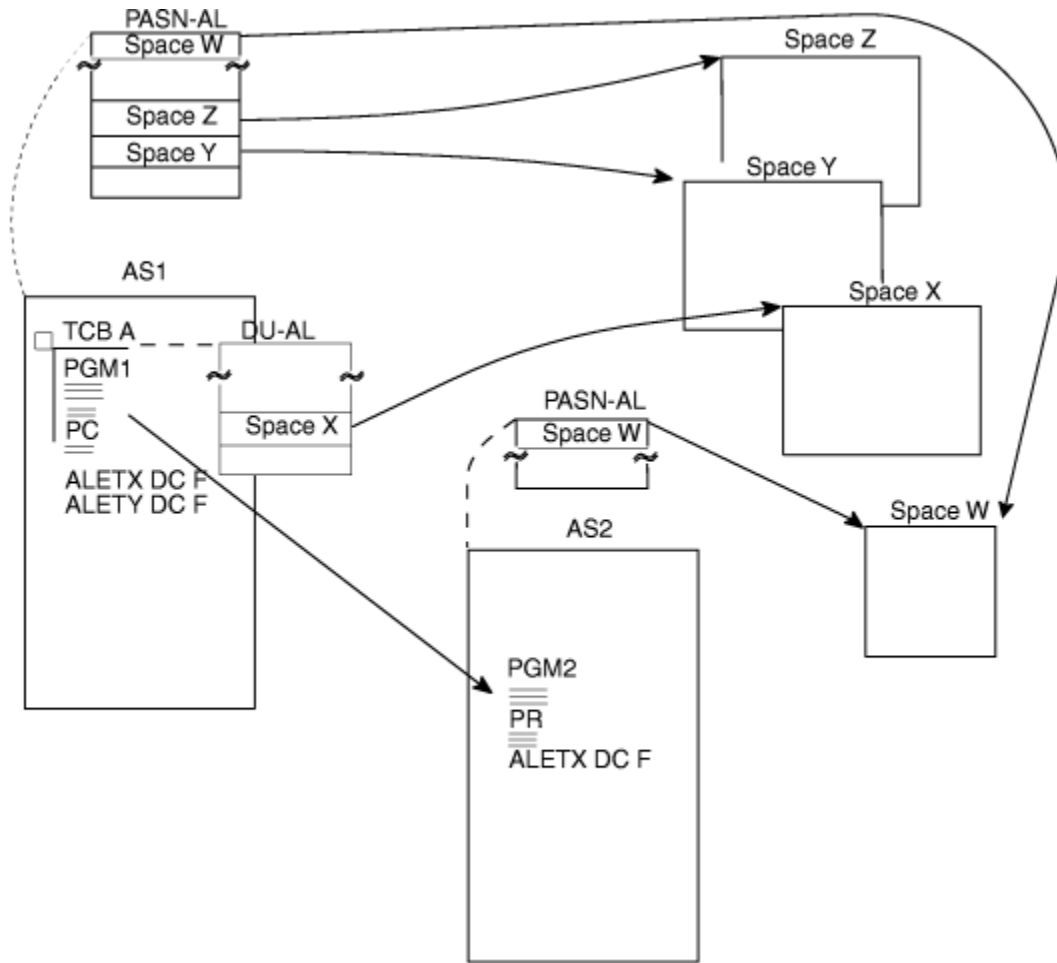 PASN-AL
Space W
Space Z
Space Z
Space Y
Space Y
AS1
Space X
TCB A
DU-AL
PGM1
PASN-AL
PC
Space X
Space W
ALETX DC F
ALETY DC F
Space W
AS2
PGM2
PR
ALETX DC F